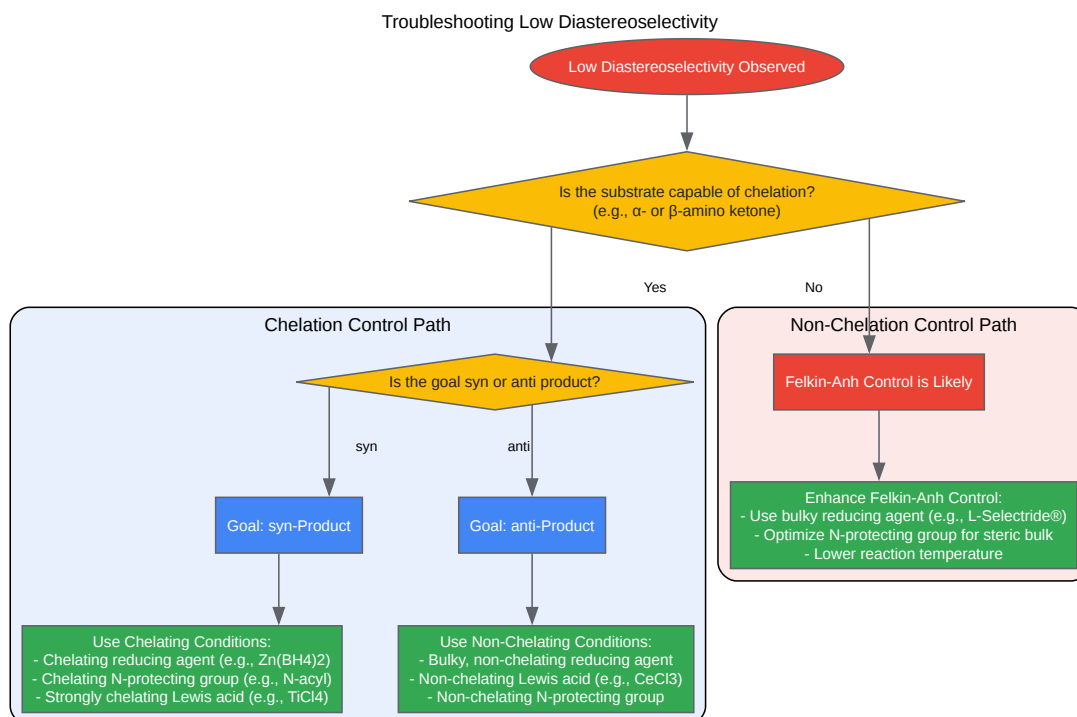 Troubleshooting Low Diastereoselectivity
Low Diastereoselectivity Observed
Is the substrate capable of chelation?
(e.g., α- or β-amino ketone)
Yes
No
Chelation Control Path
Is the goal syn or anti product?
syn
anti
Goal: syn-Product
Goal: anti-Product
Use Chelating Conditions:
- Chelating reducing agent (e.g., Zn(BH4)2)
- Chelating N-protecting group (e.g., N-acyl)
- Strongly chelating Lewis acid (e.g., TiCl4)
Use Non-Chelating Conditions:
- Bulky, non-chelating reducing agent
- Non-chelating Lewis acid (e.g., CeCl3)
- Non-chelating N-protecting group
Non-Chelation Control Path
Felkin-Anh Control is Likely
Enhance Felkin-Anh Control:
- Use bulky reducing agent (e.g., L-Selectride®)
- Optimize N-protecting group for steric bulk
- Lower reaction temperature